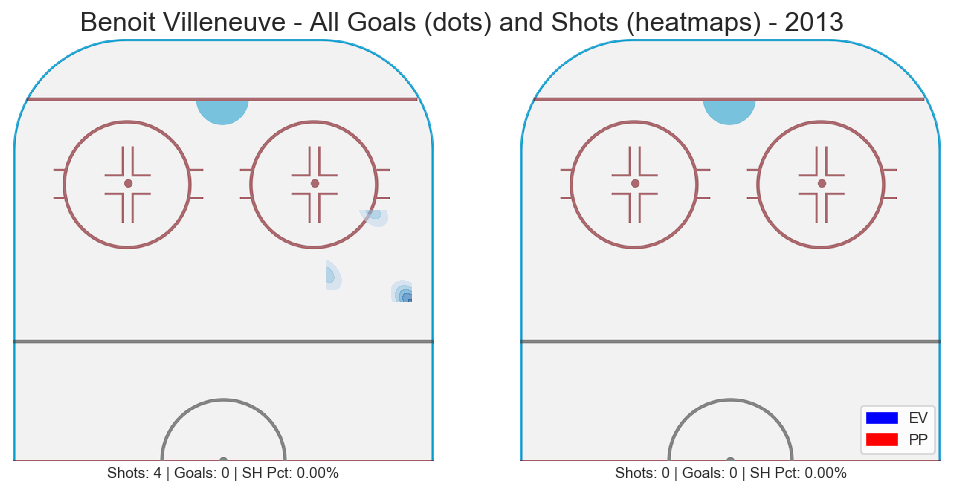 Benoit Villeneuve - All Goals (dots) and Shots (heatmaps) - 2013
EV
PP
Shots: 4 | Goals: 0 | SH Pct: 0.00%
Shots: 0 | Goals: 0 | SH Pct: 0.00%